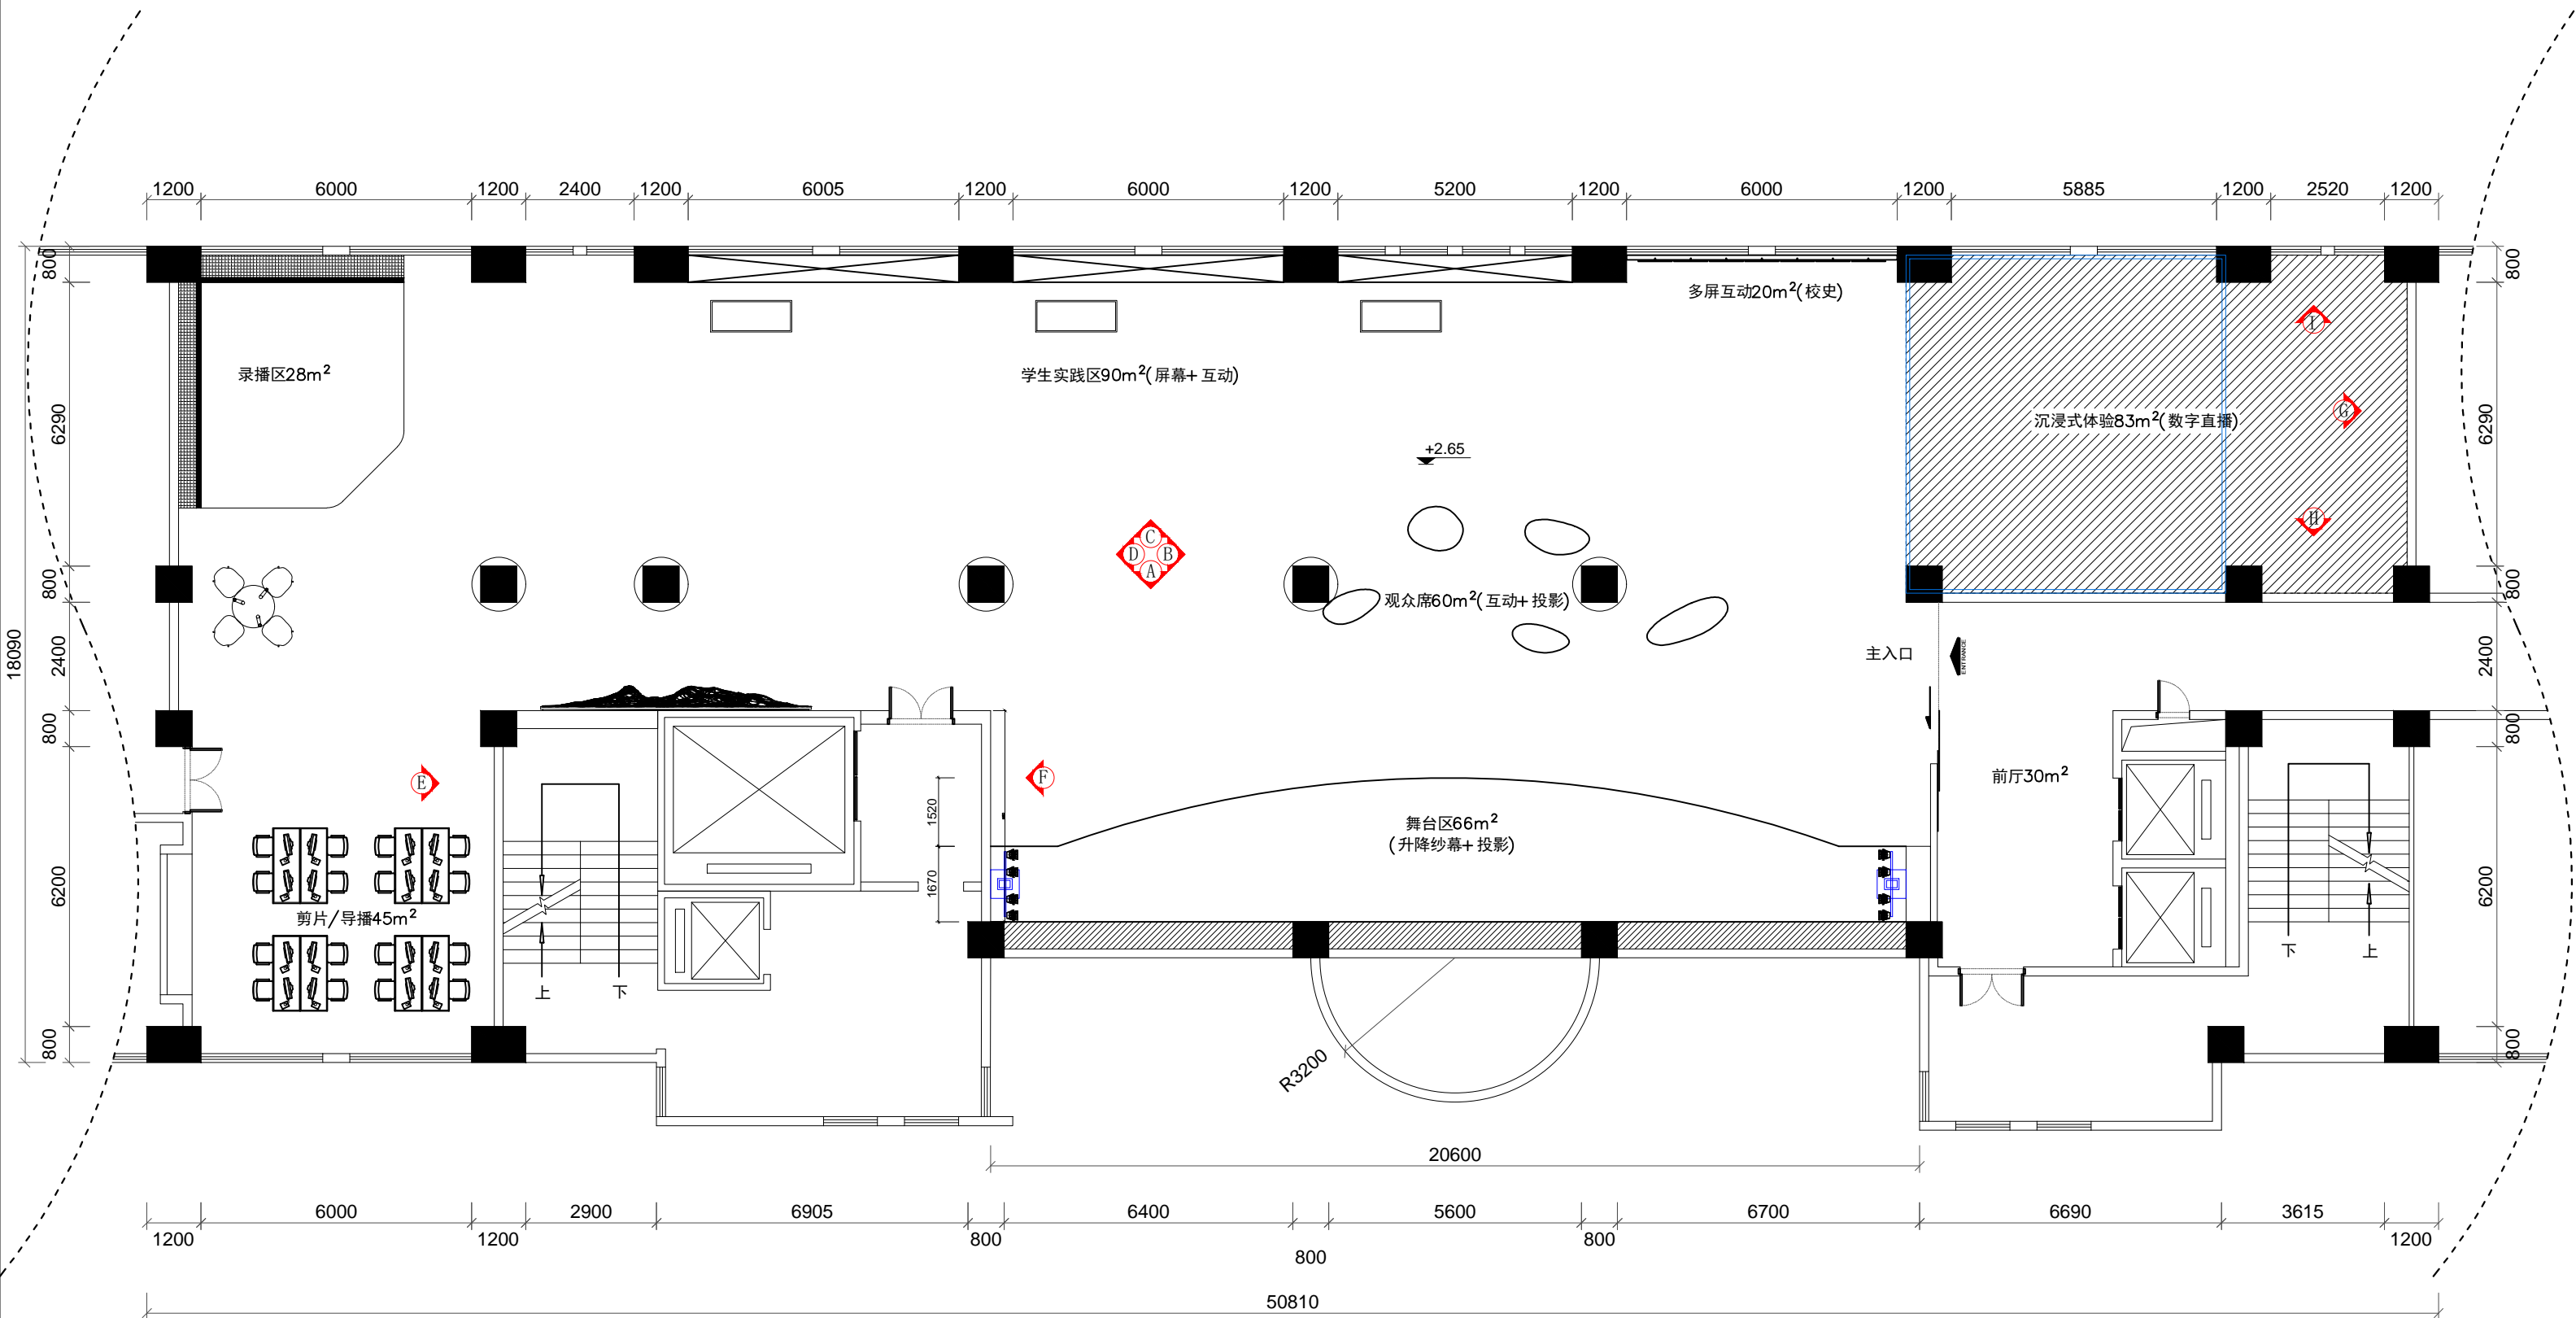 1200 6000 1200 2400 1200 6005 1200 6000 1200 5200 1200 6000 1200 5885 1200 2520 1200
800
800
多屏互动20m²(校史)
I
录播区28m²
学生实践区90m²(屏幕+互动)
6290
沉浸式体验83m²(数字直播)
G
6290
+2.65
H
C
D B
A
800
观众席60m²(互动+投影)
800
18090
2400
主入口
ENTRANCE
2400
800
800
E
F
前厅30m²
1520
舞台区66m²
(升降纱幕+投影)
1670
6200
6200
剪片/导播45m²
下 上
上 下
800
800
R3200
20600
6000 2900 6905 6400 5600 6700 6690 3615
1200 1200 800 800 800 1200
50810